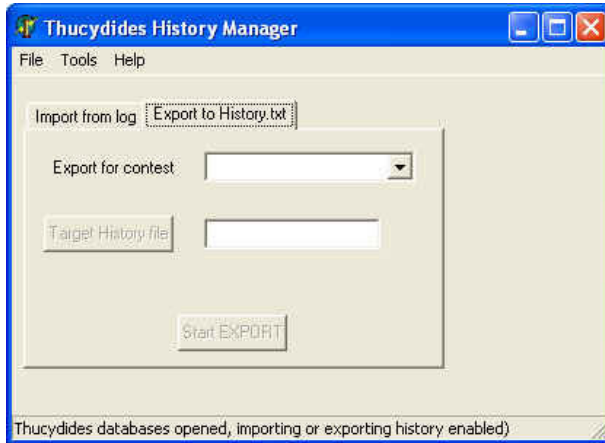 Thucydides History Manager
File Tools Help
Import from log Export to History.txt
Export for contest
Target History file
Start EXPORT
Thucydides databases opened, importing or exporting history enabled)